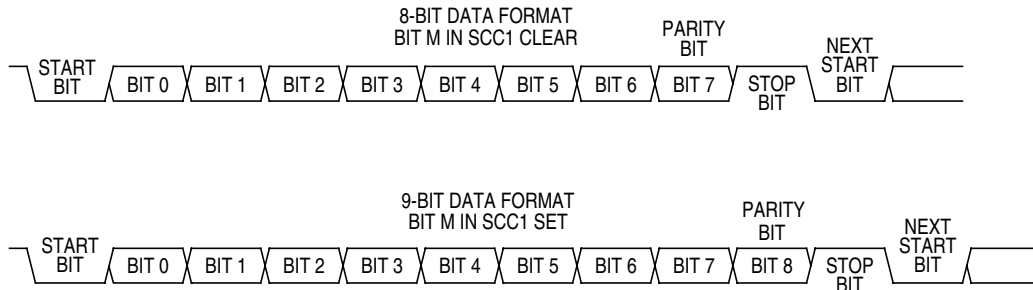 8-BIT DATA FORMAT
BIT M IN SCC1 CLEAR
PARITY
BIT
START
BIT
BIT 0
BIT 1
BIT 2
BIT 3
BIT 4
BIT 5
BIT 6
BIT 7
STOP
BIT
NEXT
START
BIT
9-BIT DATA FORMAT
BIT M IN SCC1 SET
PARITY
BIT
START
BIT
BIT 0
BIT 1
BIT 2
BIT 3
BIT 4
BIT 5
BIT 6
BIT 7
BIT 8
STOP
BIT
NEXT
START
BIT